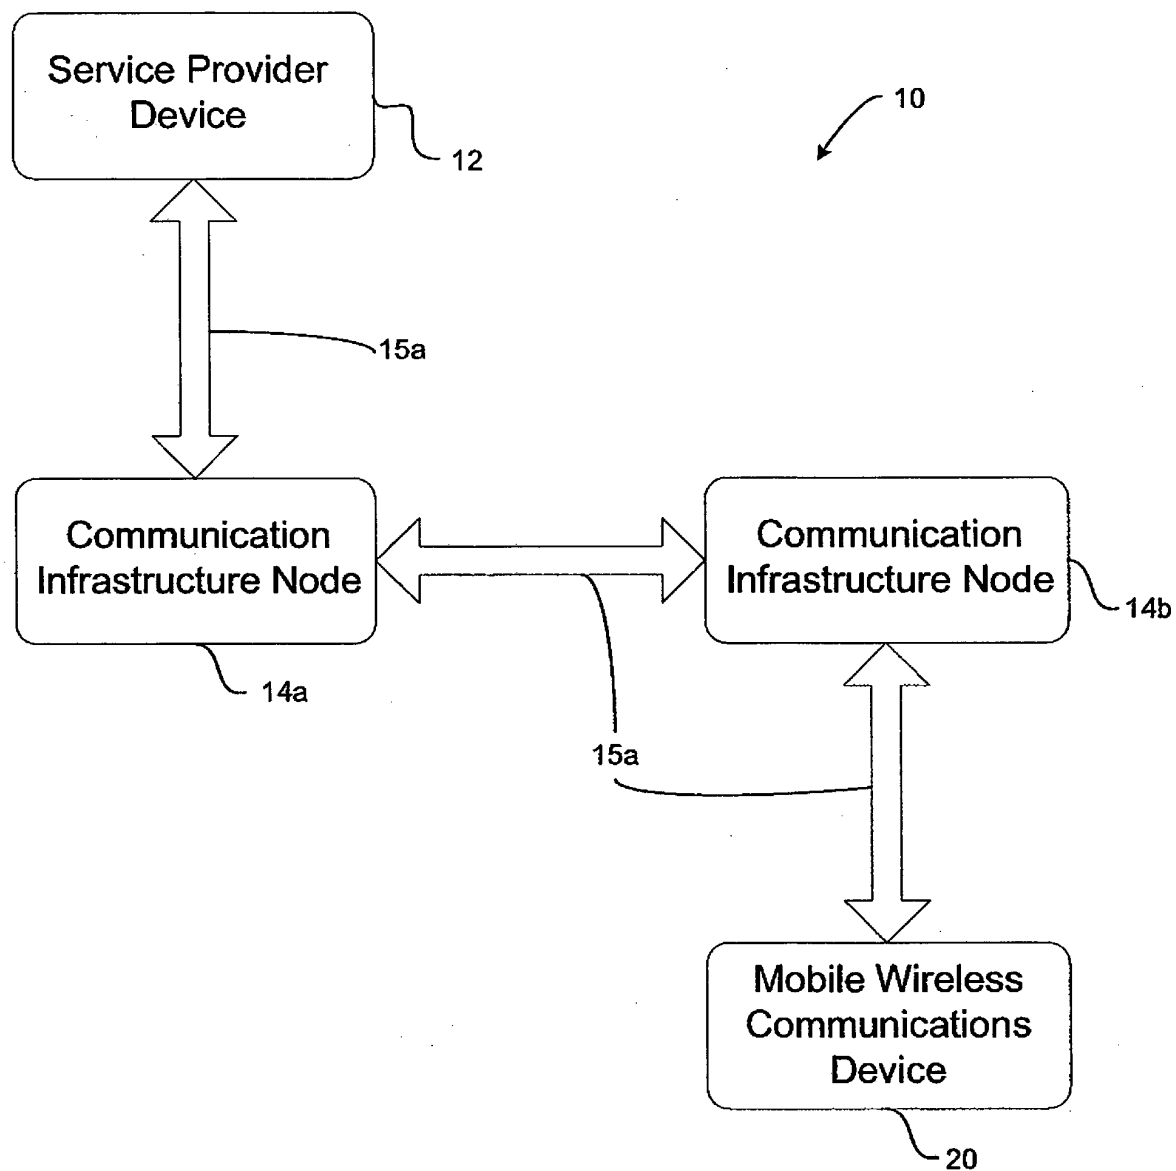 Service Provider
Device
10
12
15a
Communication
Infrastructure Node
Communication
Infrastructure Node
14b
14a
15a
Mobile Wireless
Communications
Device
20